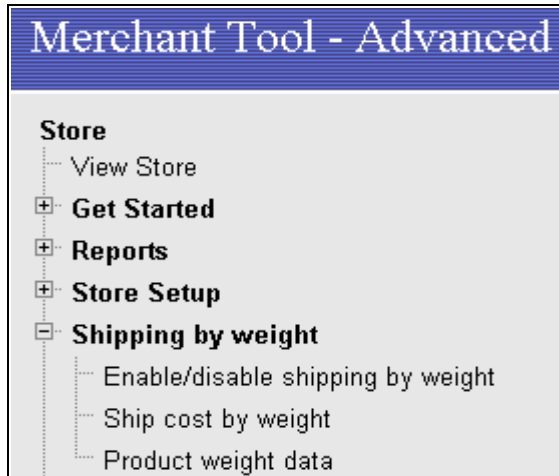 Merchant Tool - Advanced
Store
View Store
Get Started
Reports
Store Setup
Shipping by weight
Enable/disable shipping by weight
Ship cost by weight
Product weight data